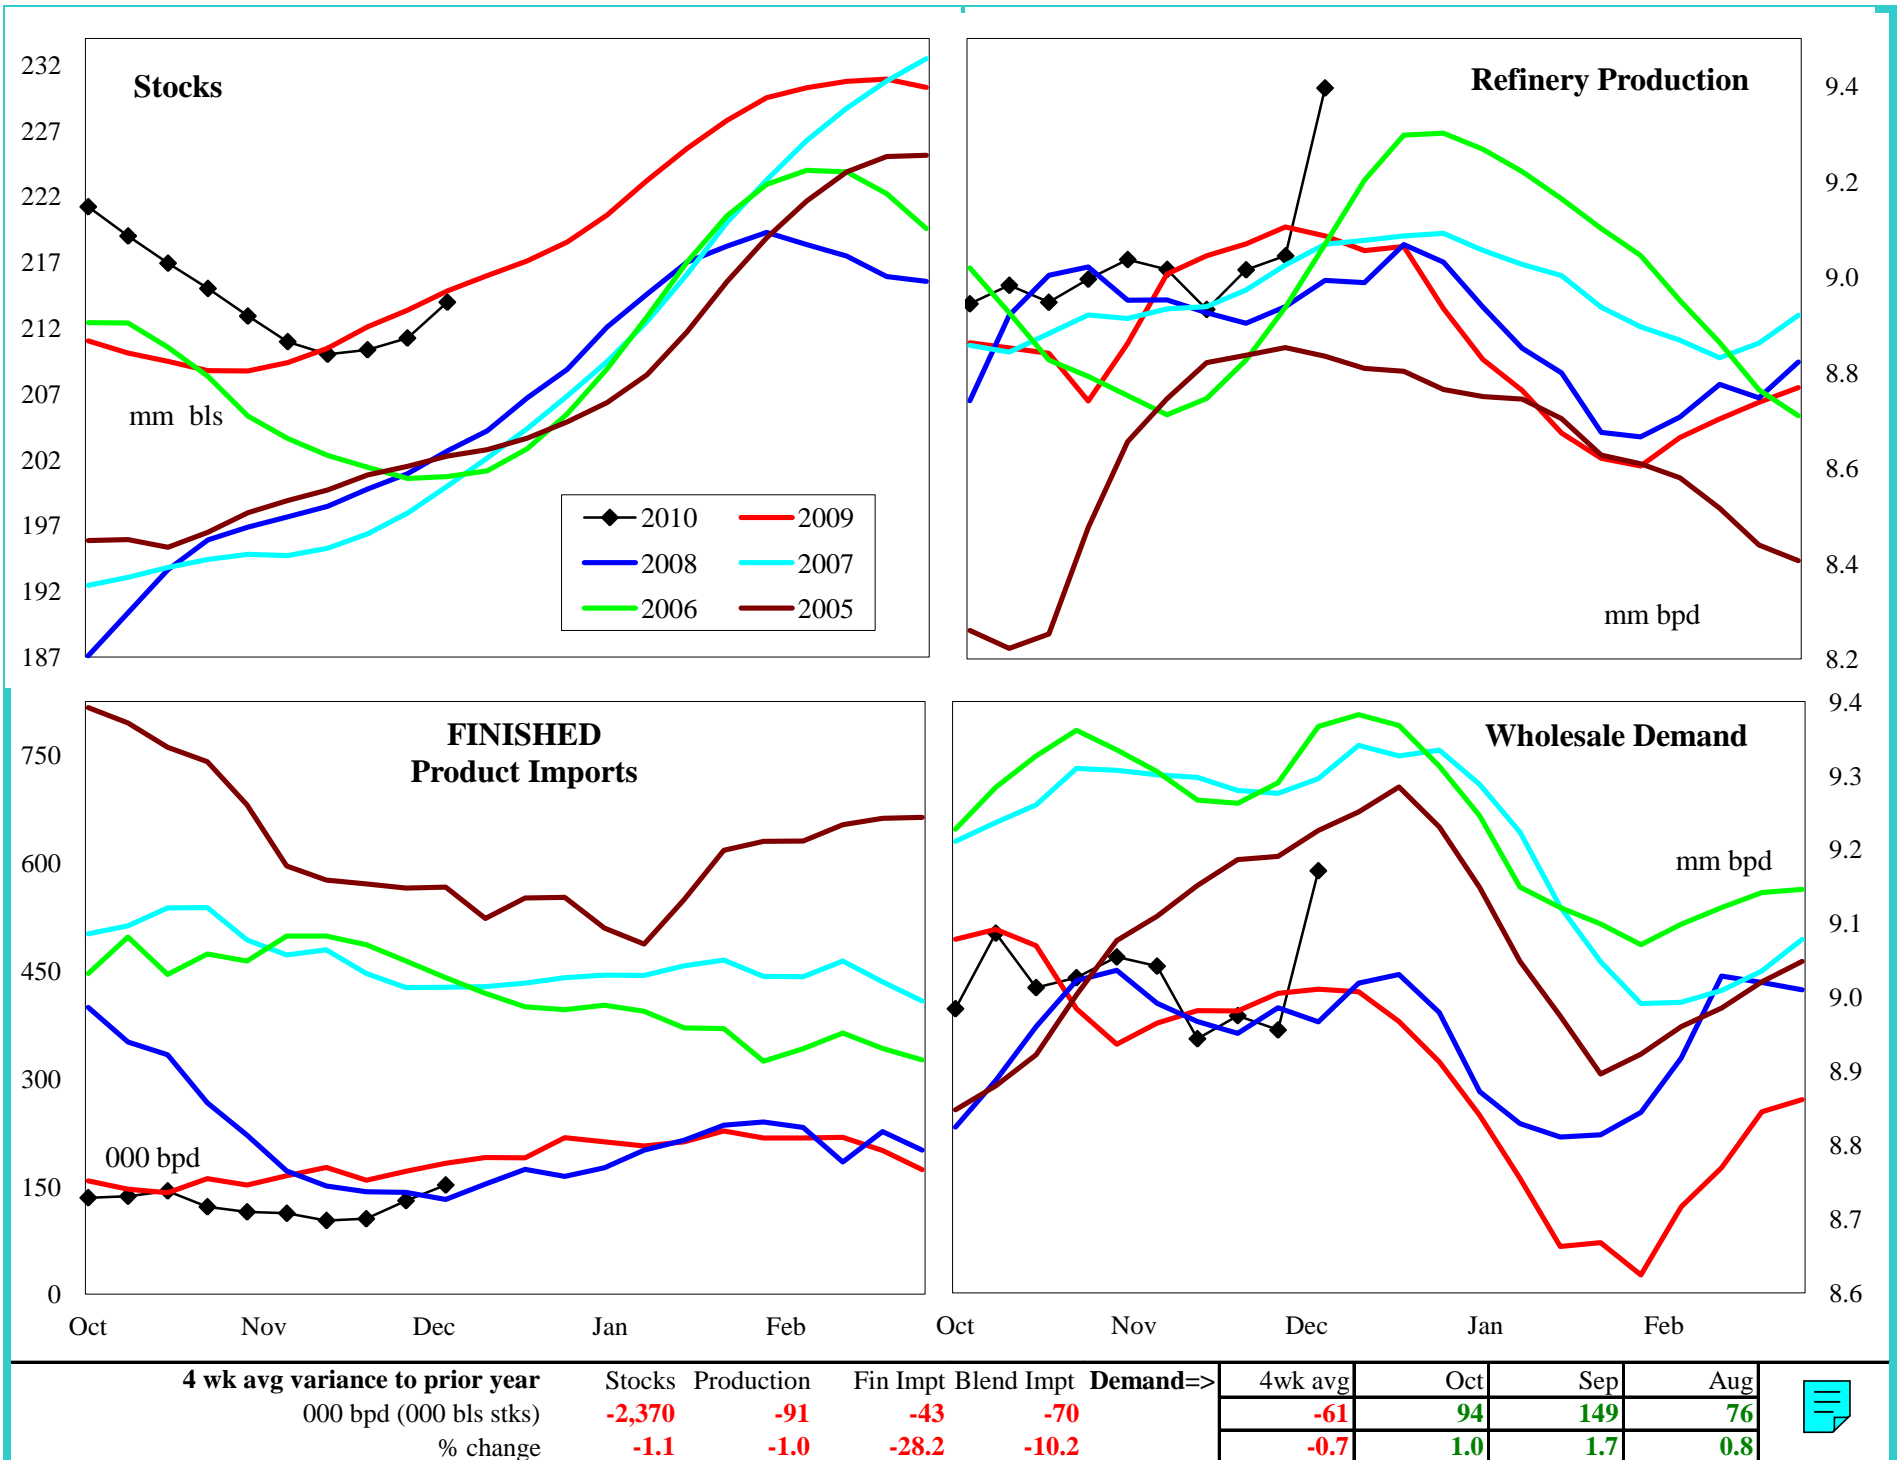 Stocks
232
227
222
217
212
207
202
197
192
187
mm bls
2010 2009
2008 2007
2006 2005
Refinery Production
9.4
9.2
9.0
8.8
8.6
8.4
8.2
mm bpd
FINISHED
Product Imports
750
600
450
300
150
0
000 bpd
Oct Nov Dec Jan Feb
Wholesale Demand
9.4
9.3
9.2
9.1
9.0
8.9
8.8
8.7
8.6
mm bpd
Oct Nov Dec Jan Feb
4 wk avg variance to prior year Stocks Production Fin Impt Blend Impt Demand=> 4wk avg Oct Sep Aug
000 bpd (000 bls stks) -2,370 -91 -43 -70 -61 94 149 76
% change -1.1 -1.0 -28.2 -10.2 -0.7 1.0 1.7 0.8